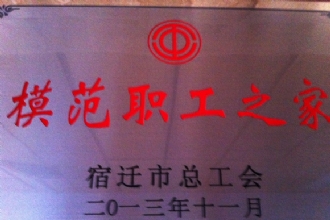 模范职工之家
宿迁市总工会
二〇一三年十一月